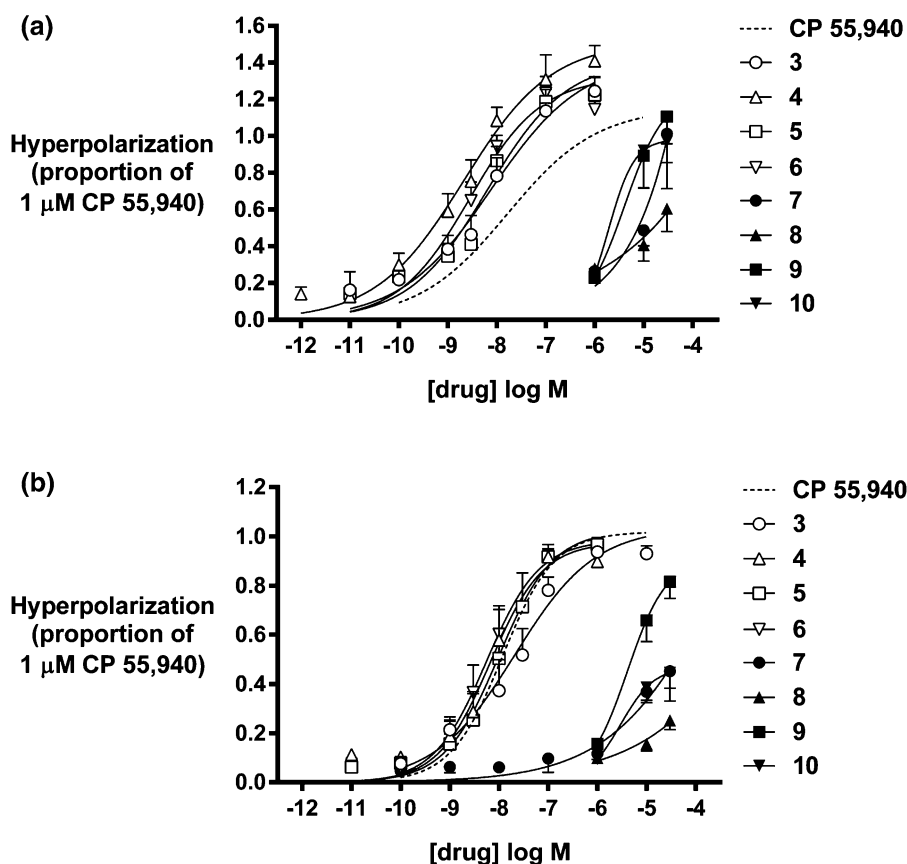 (a)
1.6
1.4
1.2
1.0
0.8
0.6
0.4
0.2
0.0
Hyperpolarization
(proportion of
1 μM CP 55,940)
-12 -11 -10 -9 -8 -7 -6 -5 -4
[drug] log M
CP 55,940
3
4
5
6
7
8
9
10
(b)
1.2
1.0
0.8
0.6
0.4
0.2
0.0
Hyperpolarization
(proportion of
1 μM CP 55,940)
-12 -11 -10 -9 -8 -7 -6 -5 -4
[drug] log M
CP 55,940
3
4
5
6
7
8
9
10